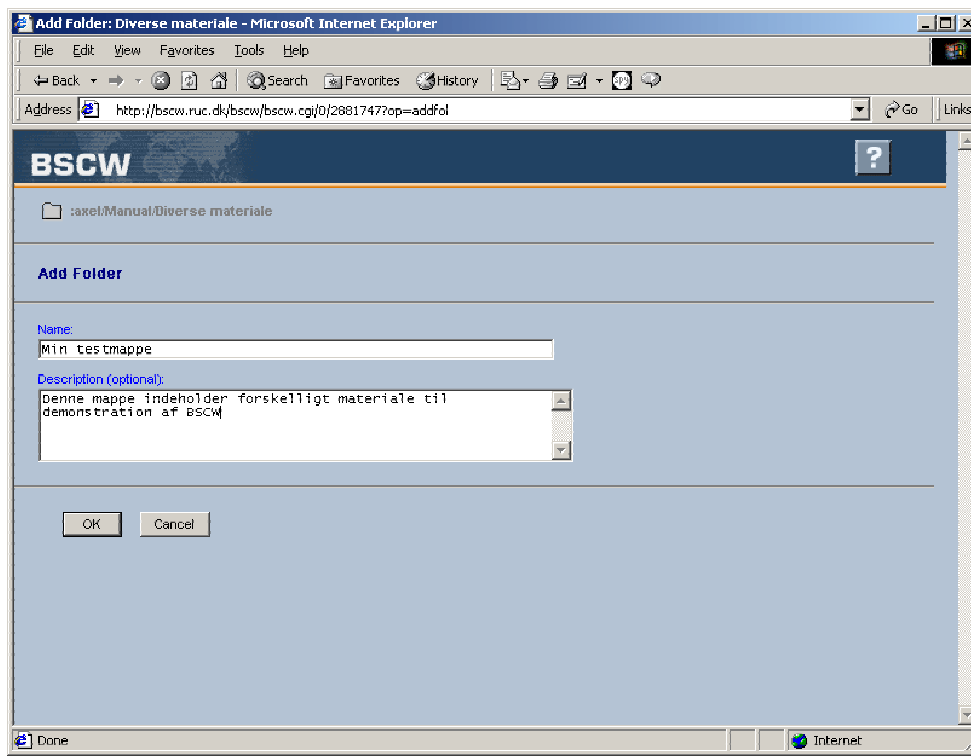 Add Folder: Diverse materiale - Microsoft Internet Explorer
File Edit View Favorites Tools Help
Back Search Favorites History
Address http://bscw.ruc.dk/bscw/bscw.cgi/0/2681747?op=addfol Go Links
BSCW ?
:axel/Manual/Diverse materiale
Add Folder
Name:
Min testmappe
Description (optional):
Denne mappe indeholder forskelligt materiale til
demonstration af BSCW
OK Cancel
Done Internet